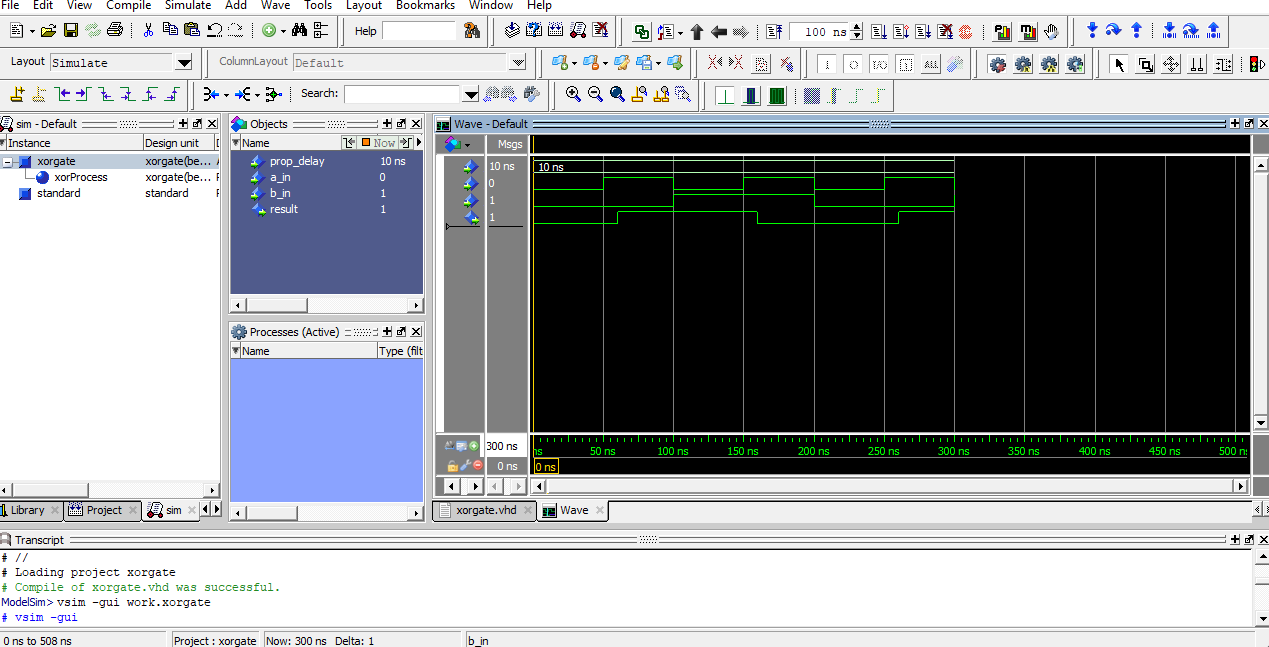 File Edit View Compile Simulate Add Wave Tools Layout Bookmarks Window Help
Help 100 ns
Layout Simulate ColumnLayout Default ALL
Search:
sim - Default Objects Wave - Default
Instance Design unit Name Now Msgs
xorgate xorgate(be... prop_delay 10 ns 10 ns 10 ns
xorProcess xorgate(be... a_in 0 0
standard standard b_in 1 1
result 1 1
Processes (Active)
Name Type (filt
300 ns ns 50 ns 100 ns 150 ns 200 ns 250 ns 300 ns 350 ns 400 ns 450 ns 500 n
0 ns 0 ns
Library Project sim xorgate.vhd Wave
Transcript
# //
# Loading project xorgate
# Compile of xorgate.vhd was successful.
ModelSim> vsim -gui work.xorgate
# vsim -gui
0 ns to 508 ns Project : xorgate Now: 300 ns Delta: 1 b_in